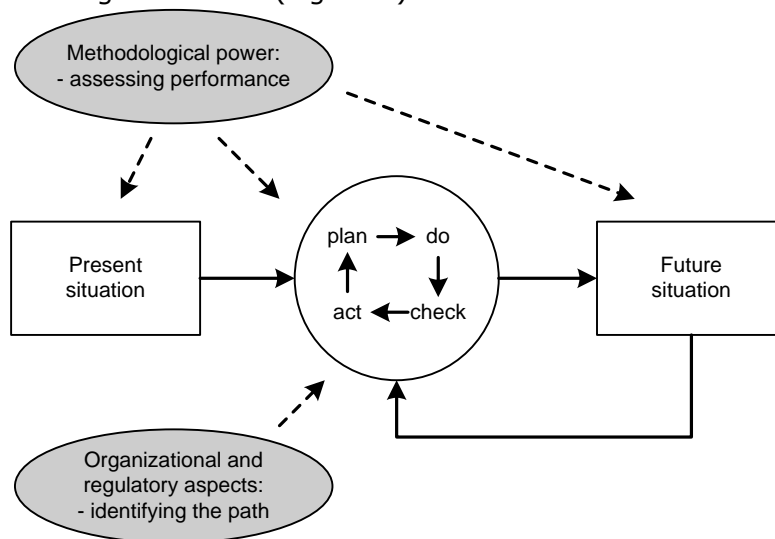 Methodological power:
- assessing performance
plan
do
Present
situation
act
check
Future
situation
Organizational and
regulatory aspects:
- identifying the path